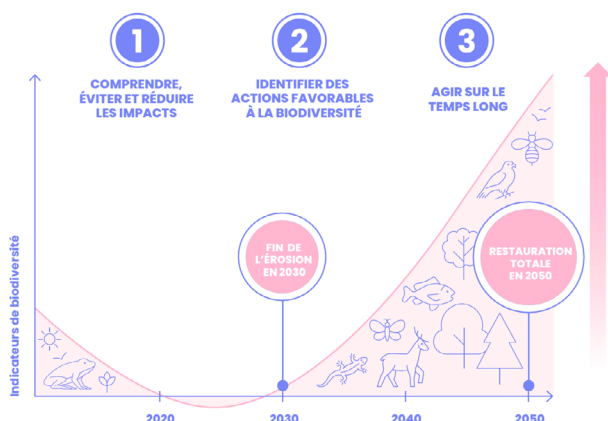 1
COMPRENDRE,
ÉVITER ET RÉDUIRE
LES IMPACTS
2
IDENTIFIER DES
ACTIONS FAVORABLES
À LA BIODIVERSITÉ
3
AGIR SUR LE
TEMPS LONG
Indicateurs de biodiversité
FIN DE
L'ÉROSION
EN 2030
RESTAURATION
TOTALE
EN 2050
2020
2030
2040
2050